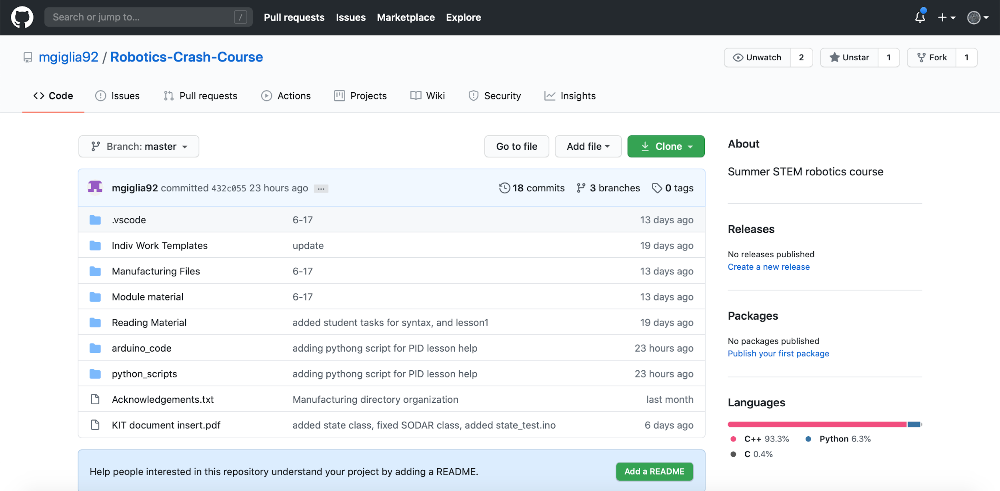 Search or jump to... / Pull requests Issues Marketplace Explore
mgiglia92 / Robotics-Crash-Course Unwatch 2 Unstar 1 Fork 1
Code Issues Pull requests Actions Projects Wiki Security Insights
Branch: master Go to file Add file Clone
mgiglia92 committed 432c055 23 hours ago ... 18 commits 3 branches 0 tags
.vscode 6-17 13 days ago
Indiv Work Templates update 19 days ago
Manufacturing Files 6-17 13 days ago
Module material 6-17 13 days ago
Reading Material added student tasks for syntax, and lesson1 19 days ago
arduino_code adding pythong script for PID lesson help 23 hours ago
python_scripts adding pythong script for PID lesson help 23 hours ago
Acknowledgements.txt Manufacturing directory organization last month
KIT document insert.pdf added state class, fixed SODAR class, added state_test.ino 6 days ago
Help people interested in this repository understand your project by adding a README. Add a README
About
Summer STEM robotics course
Releases
No releases published
Create a new release
Packages
No packages published
Publish your first package
Languages
C++ 93.3% Python 6.3%
C 0.4%